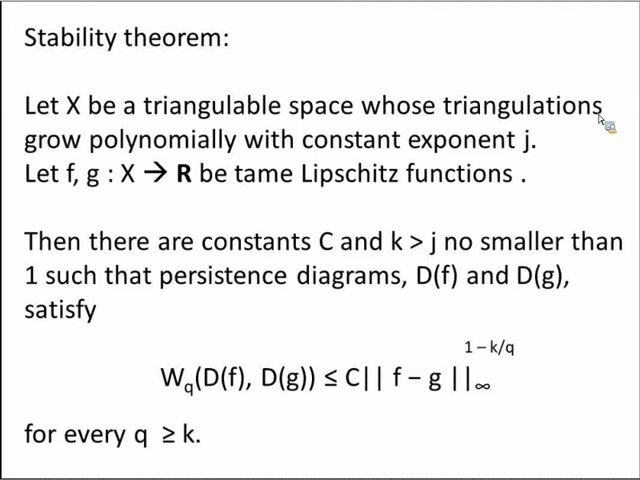 Stability theorem:
Let X be a triangulable space whose triangulations
grow polynomially with constant exponent j.
Let f, g : X → R be tame Lipschitz functions .
Then there are constants C and k > j no smaller than
1 such that persistence diagrams, D(f) and D(g),
satisfy
1 – k/q
Wq(D(f), D(g)) ≤ C|| f – g ||∞
for every q ≥ k.